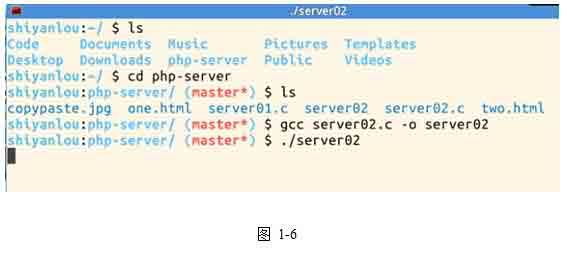 ./server02
shiyanlou:~/ $ ls
Code Documents Music Pictures Templates
Desktop Downloads php-server Public Videos
shiyanlou:~/ $ cd php-server
shiyanlou:php-server/ (master*) $ ls
copypaste.jpg one.html server01.c server02 server02.c two.html
shiyanlou:php-server/ (master*) $ gcc server02.c -o server02
shiyanlou:php-server/ (master*) $ ./server02
图 1-6